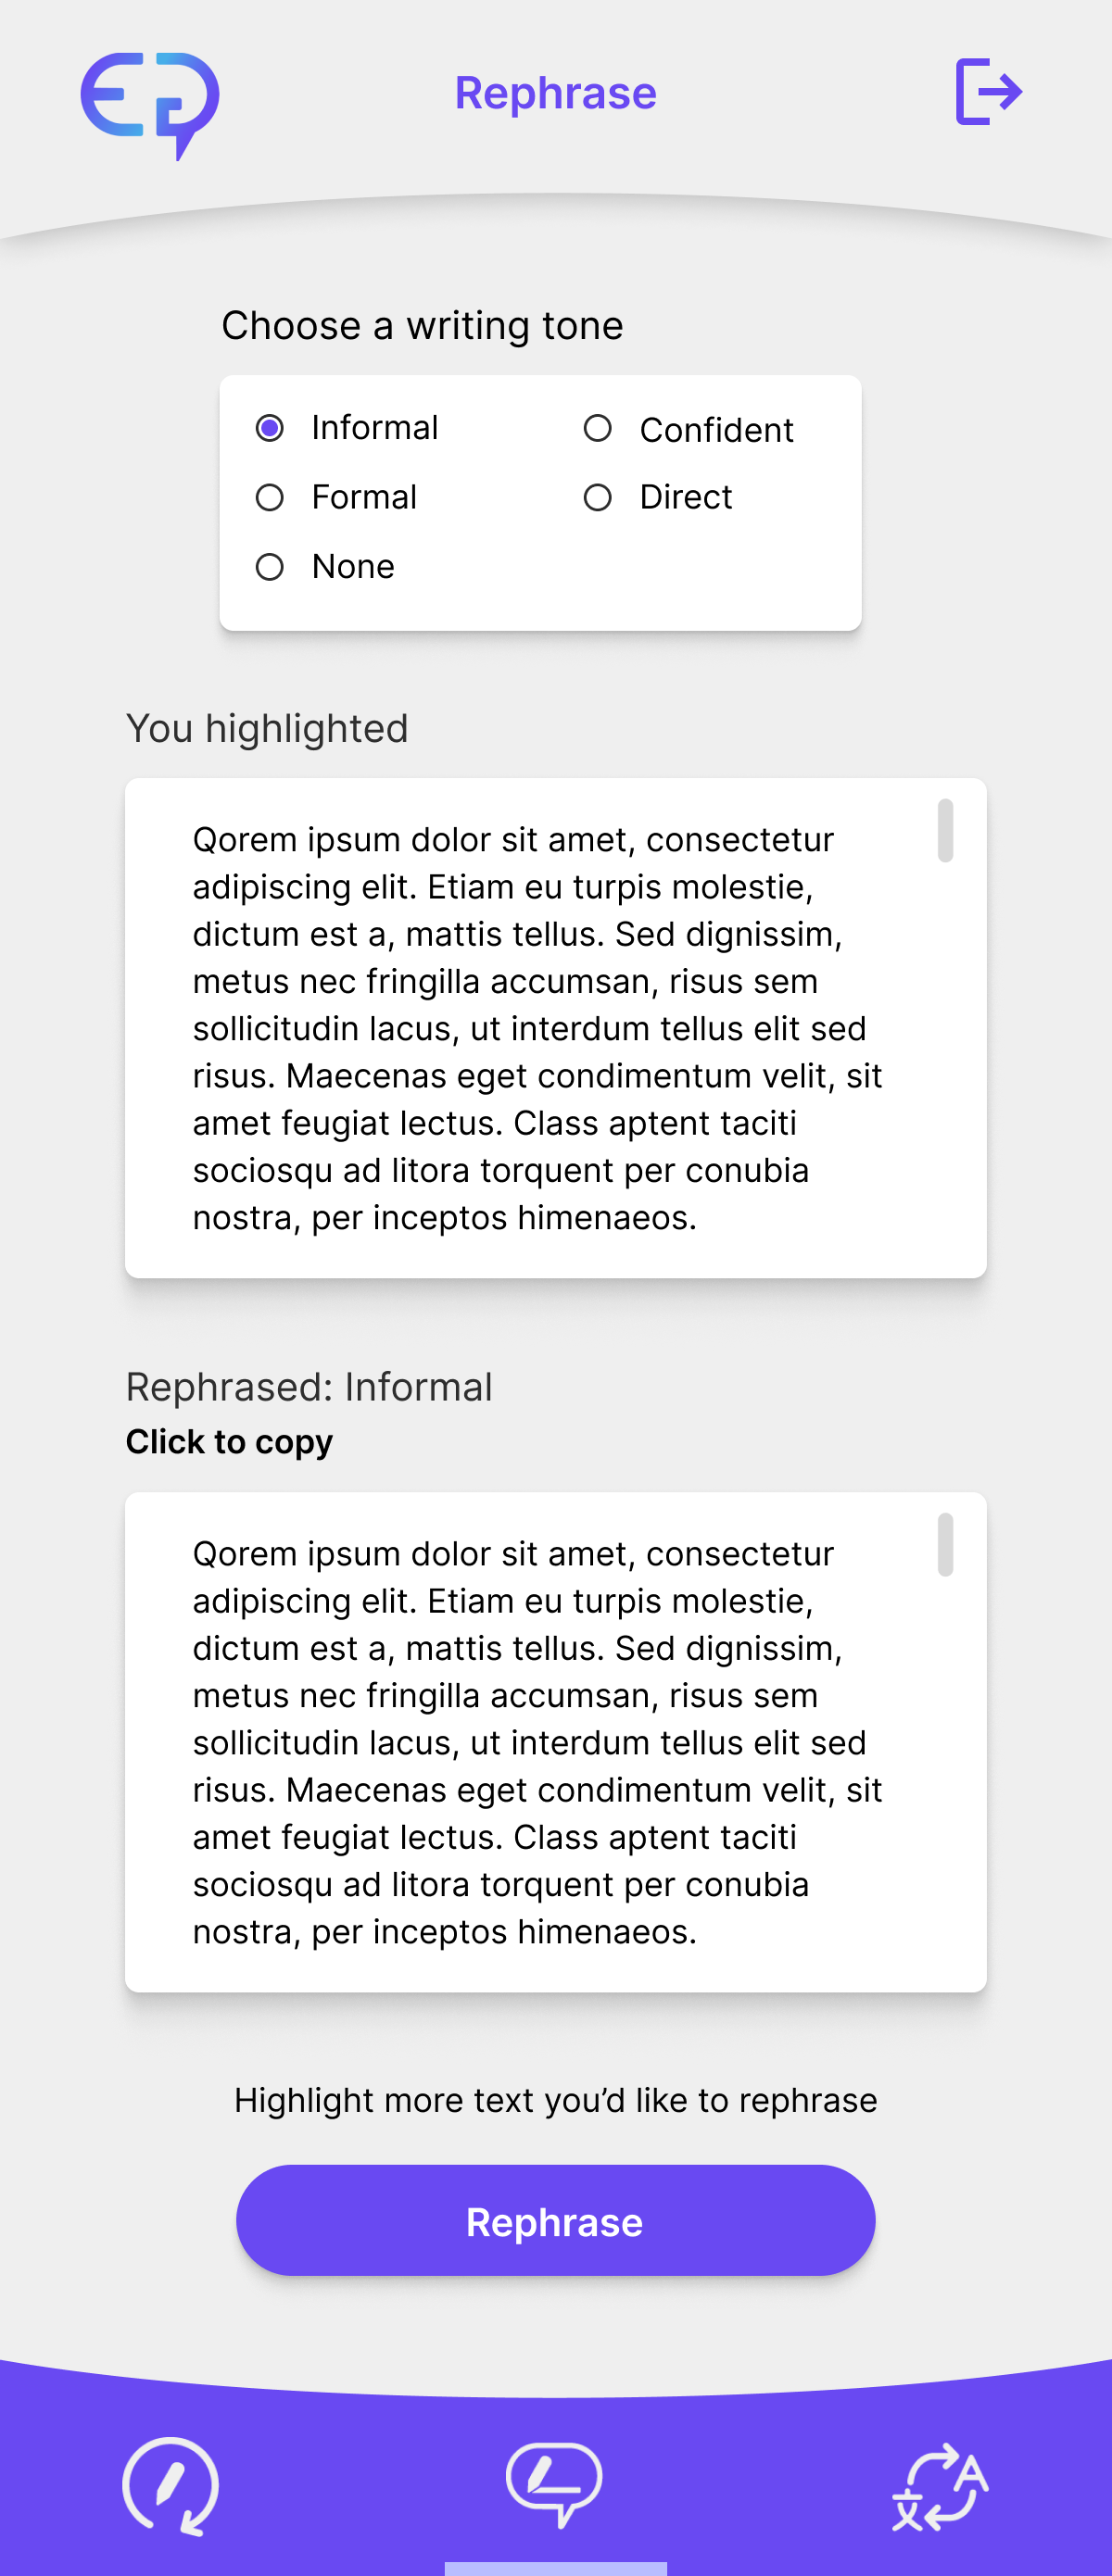 Rephrase
Choose a writing tone
Informal
Confident
Formal
Direct
None
You highlighted
Qorem ipsum dolor sit amet, consectetur
adipiscing elit. Etiam eu turpis molestie,
dictum est a, mattis tellus. Sed dignissim,
metus nec fringilla accumsan, risus sem
sollicitudin lacus, ut interdum tellus elit sed
risus. Maecenas eget condimentum velit, sit
amet feugiat lectus. Class aptent taciti
sociosqu ad litora torquent per conubia
nostra, per inceptos himenaeos.
Rephrased: Informal
Click to copy
Qorem ipsum dolor sit amet, consectetur
adipiscing elit. Etiam eu turpis molestie,
dictum est a, mattis tellus. Sed dignissim,
metus nec fringilla accumsan, risus sem
sollicitudin lacus, ut interdum tellus elit sed
risus. Maecenas eget condimentum velit, sit
amet feugiat lectus. Class aptent taciti
sociosqu ad litora torquent per conubia
nostra, per inceptos himenaeos.
Highlight more text you’d like to rephrase
Rephrase
文 A